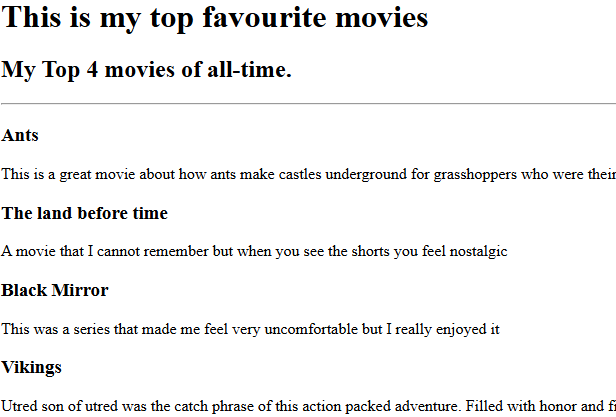 This is my top favourite movies
My Top 4 movies of all-time.
Ants
This is a great movie about how ants make castles underground for grasshoppers who were their
The land before time
A movie that I cannot remember but when you see the shorts you feel nostalgic
Black Mirror
This was a series that made me feel very uncomfortable but I really enjoyed it
Vikings
Utred son of utred was the catch phrase of this action packed adventure. Filled with honor and